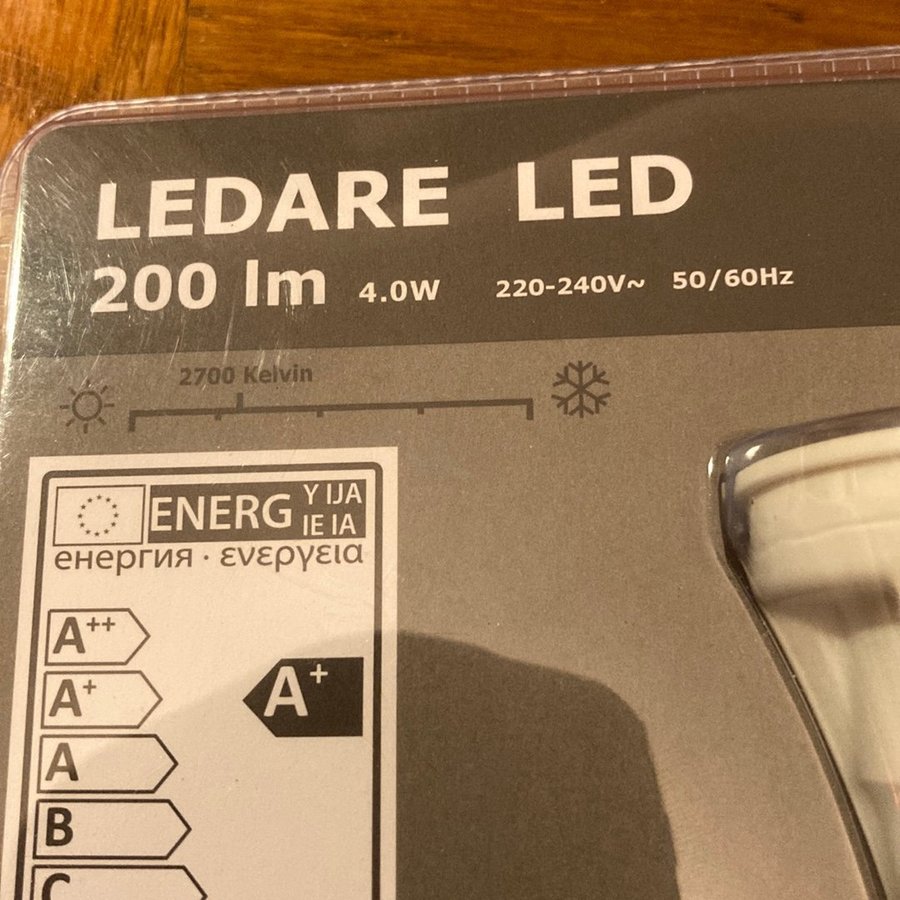 LEDARE LED
200 lm 4.0W 220-240V~ 50/60Hz
2700 Kelvin
ENERG Y IJA
IE IA
енергия · ενεργεια
A++
A+
A+
A
B
C